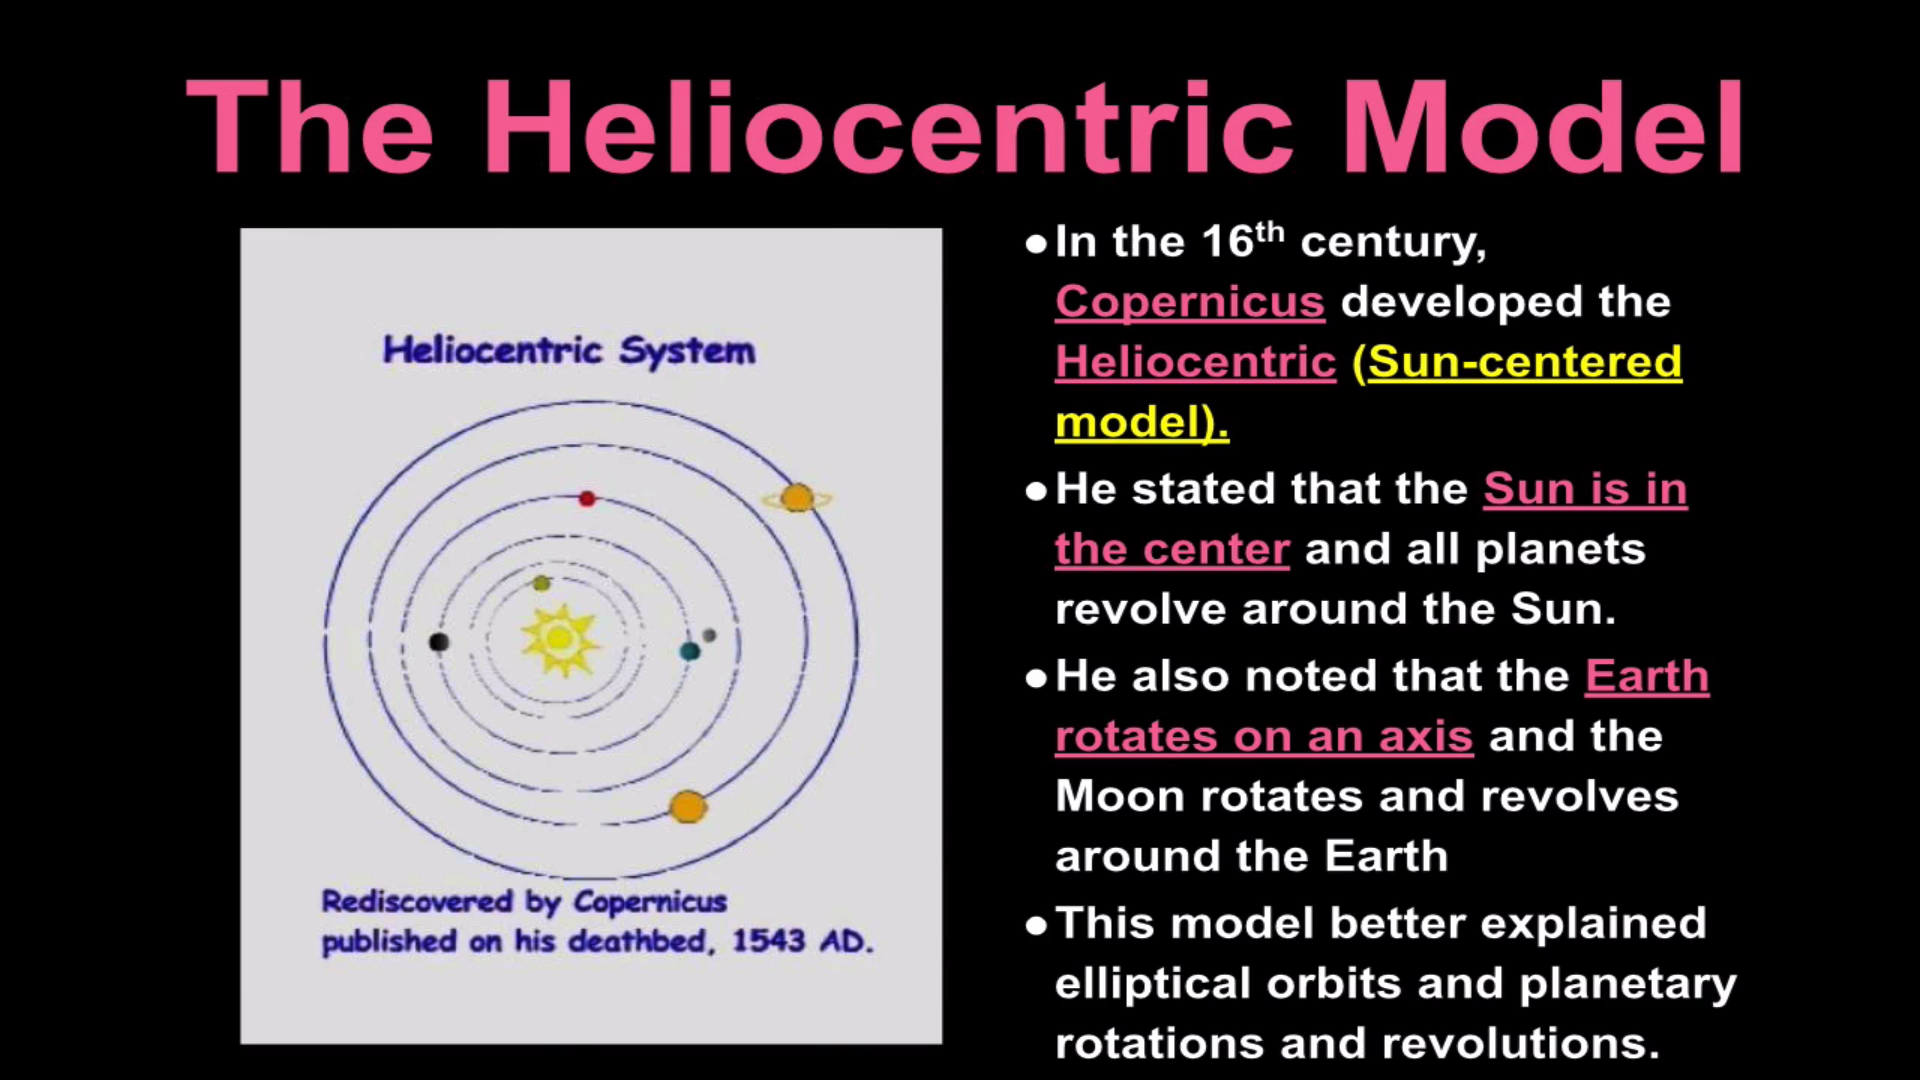 The Heliocentric Model
Heliocentric System
Rediscovered by Copernicus
published on his deathbed, 1543 AD.
●In the 16th century,
Copernicus developed the
Heliocentric (Sun-centered
model).
●He stated that the Sun is in
the center and all planets
revolve around the Sun.
●He also noted that the Earth
rotates on an axis and the
Moon rotates and revolves
around the Earth
●This model better explained
elliptical orbits and planetary
rotations and revolutions.